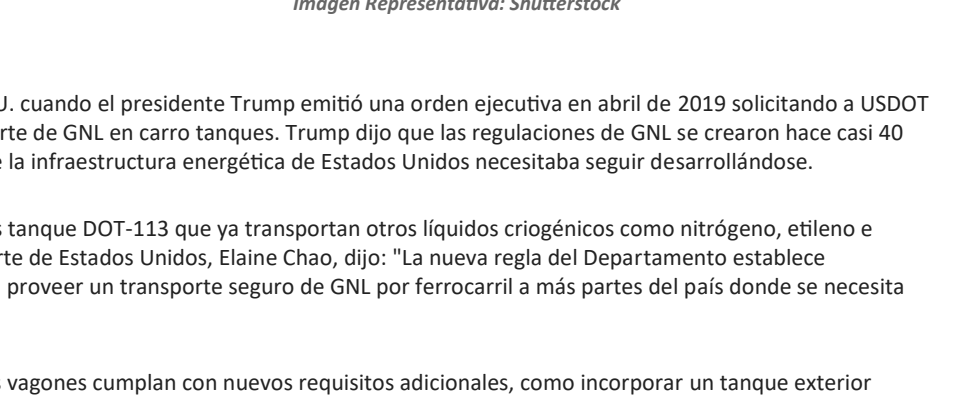 Imagen Representativa: Shutterstock
U. cuando el presidente Trump emitió una orden ejecutiva en abril de 2019 solicitando a USDOT
rte de GNL en carro tanques. Trump dijo que las regulaciones de GNL se crearon hace casi 40
e la infraestructura energética de Estados Unidos necesitaba seguir desarrollándose.
s tanque DOT-113 que ya transportan otros líquidos criogénicos como nitrógeno, etileno e
rte de Estados Unidos, Elaine Chao, dijo: "La nueva regla del Departamento establece
proveer un transporte seguro de GNL por ferrocarril a más partes del país donde se necesita
s vagones cumplan con nuevos requisitos adicionales, como incorporar un tanque exterior